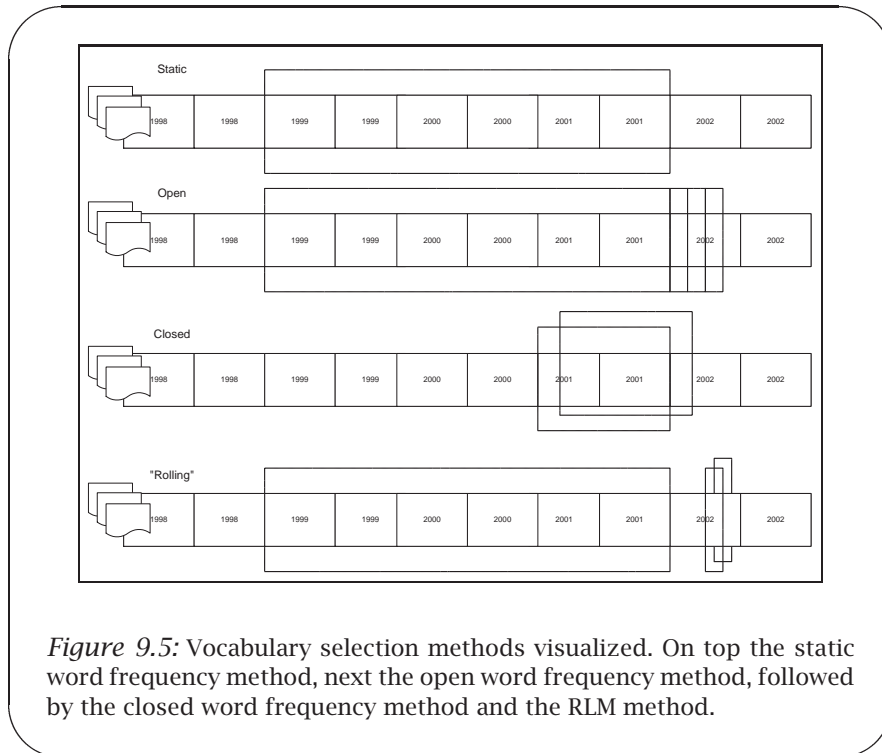 Static
1998 1998 1999 1999 2000 2000 2001 2001 2002 2002
Open
1998 1998 1999 1999 2000 2000 2001 2001 2002 2002
Closed
1998 1998 1999 1999 2000 2000 2001 2001 2002 2002
"Rolling"
1998 1998 1999 1999 2000 2000 2001 2001 2002 2002
Figure 9.5: Vocabulary selection methods visualized. On top the static
word frequency method, next the open word frequency method, followed
by the closed word frequency method and the RLM method.